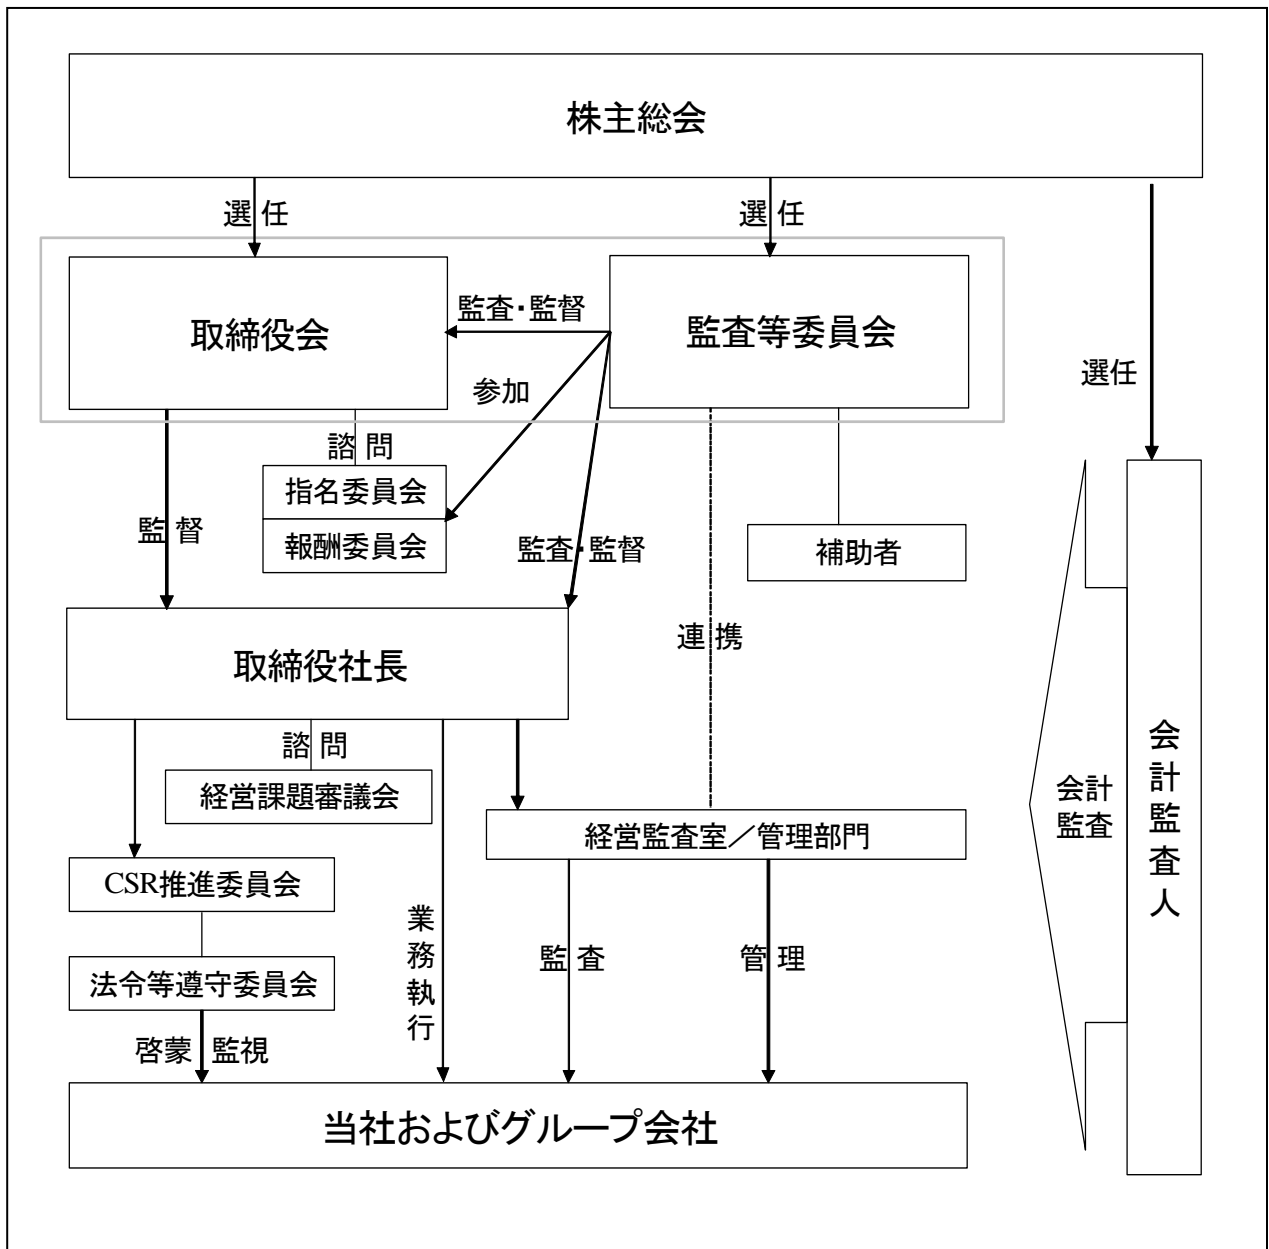 株主総会
選任
選任
取締役会
監査・監督
監査等委員会
選任
参加
諮問
指名委員会
報酬委員会
監督
監査・監督
補助者
連携
取締役社長
諮問
経営課題審議会
会計
監査
会計監査人
経営監査室／管理部門
CSR推進委員会
業務執行
監査
管理
法令等遵守委員会
啓蒙
監視
当社およびグループ会社